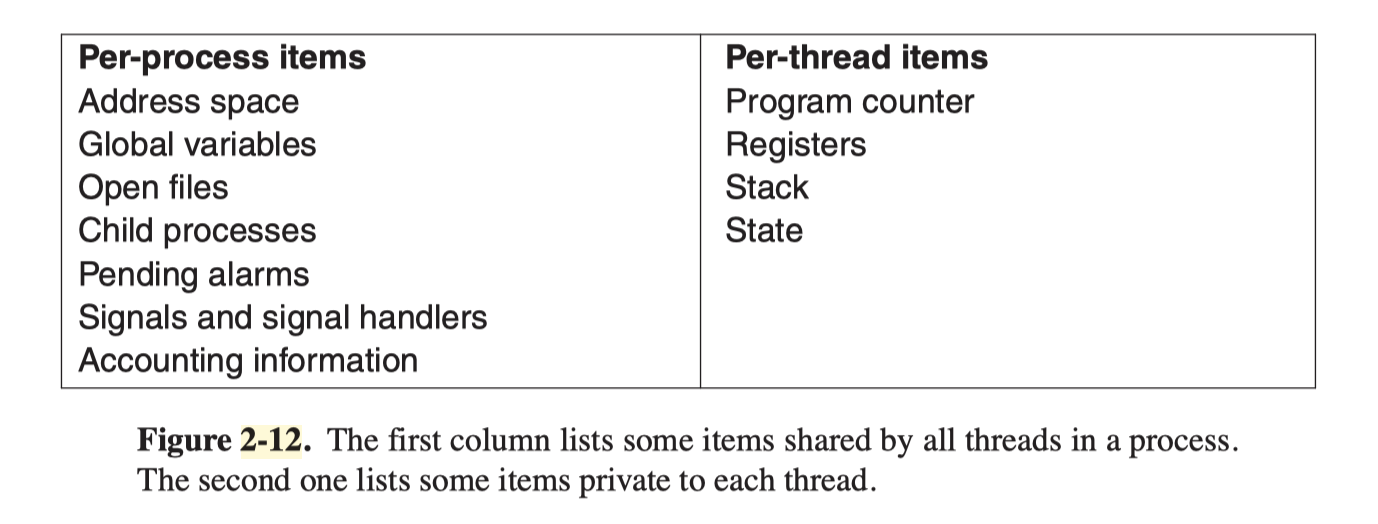 Per-process items
Address space
Global variables
Open files
Child processes
Pending alarms
Signals and signal handlers
Accounting information
Per-thread items
Program counter
Registers
Stack
State
Figure 2-12. The first column lists some items shared by all threads in a process.
The second one lists some items private to each thread.